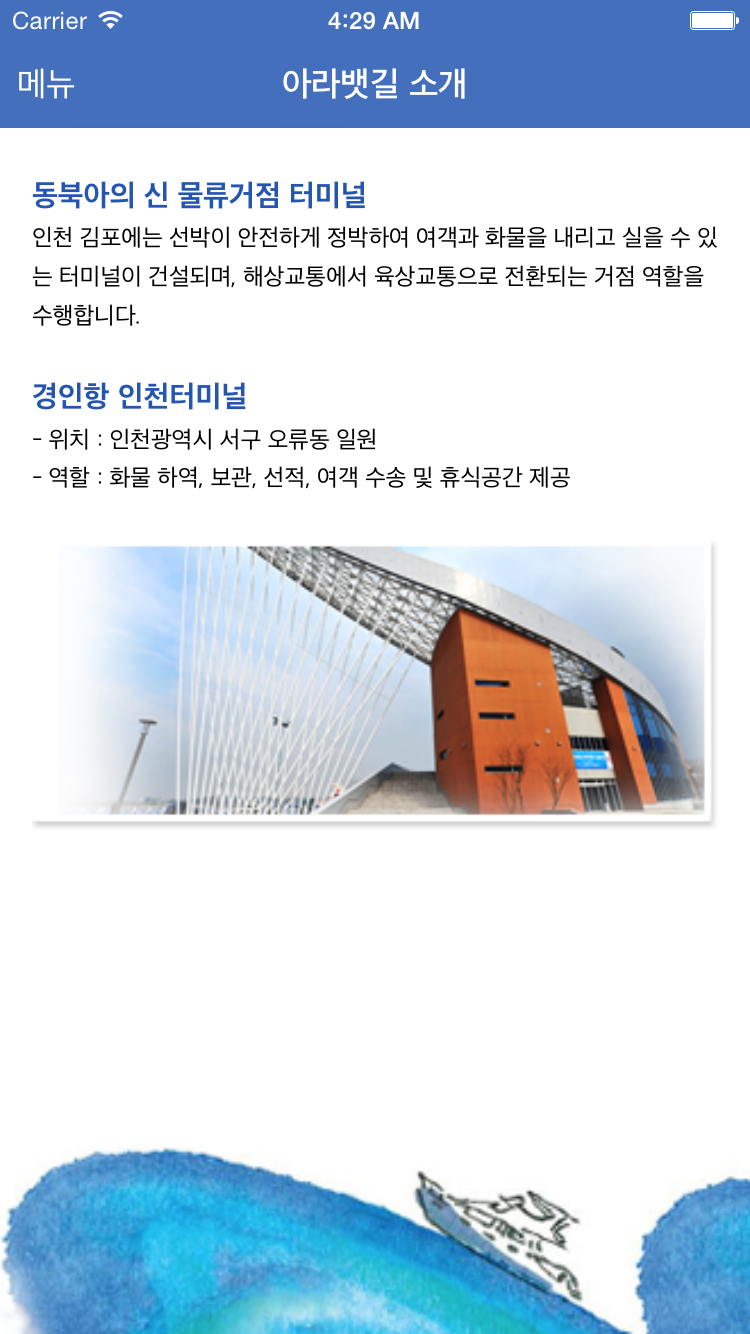 Carrier 4:29 AM
메뉴 아라뱃길 소개
동북아의 신 물류거점 터미널
인천 김포에는 선박이 안전하게 정박하여 여객과 화물을 내리고 실을 수 있
는 터미널이 건설되며, 해상교통에서 육상교통으로 전환되는 거점 역할을
수행합니다.
경인항 인천터미널
- 위치 : 인천광역시 서구 오류동 일원
- 역할 : 화물 하역, 보관, 선적, 여객 수송 및 휴식공간 제공